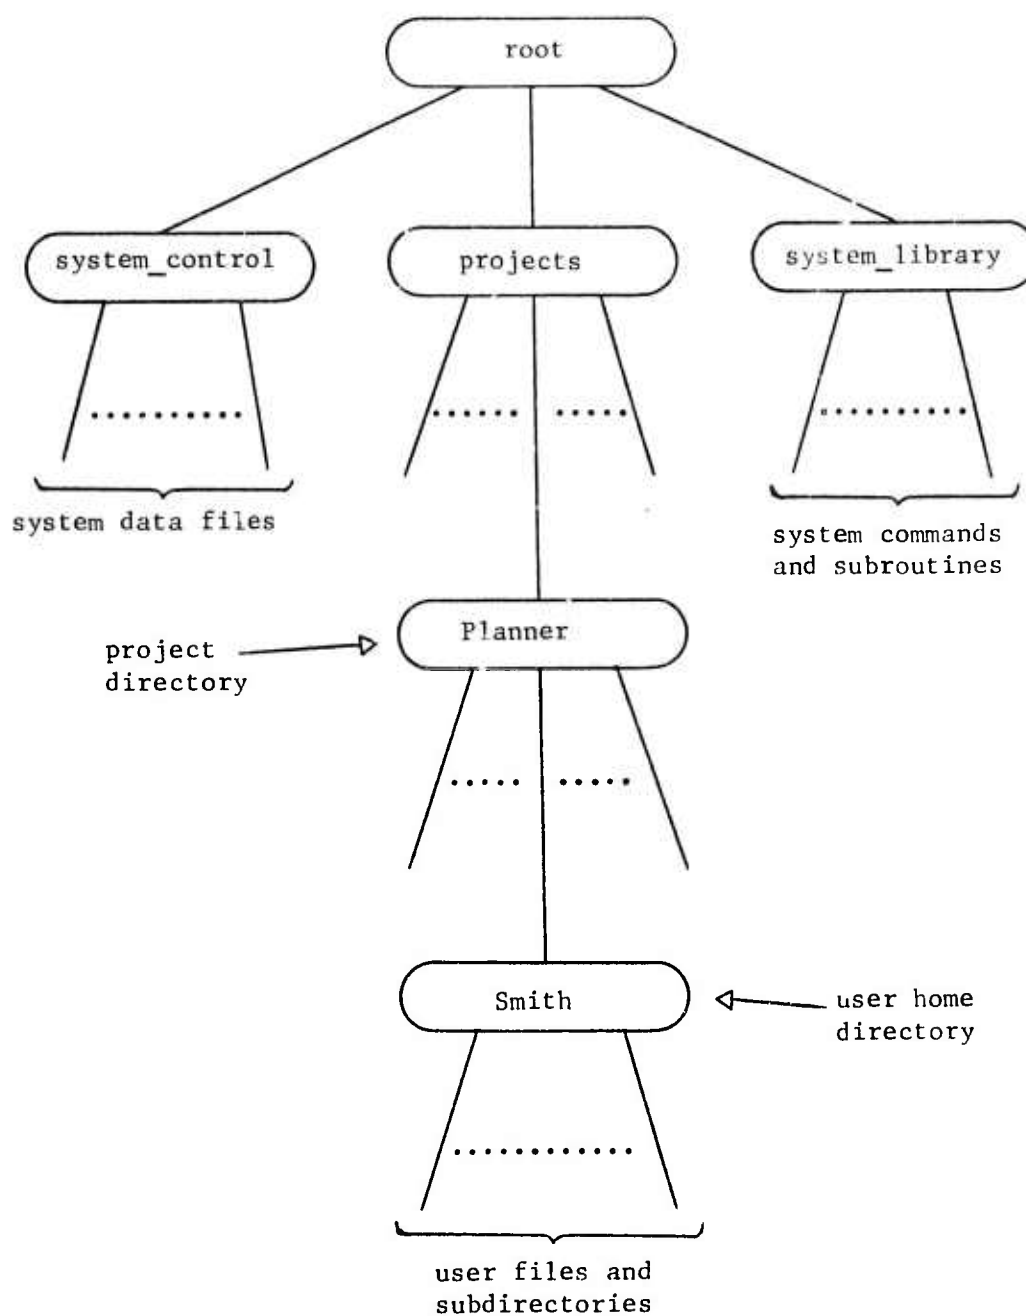 root
system_control
projects
system_library
system data files
system commands
and subroutines
Planner
project
directory
Smith
user home
directory
user files and
subdirectories